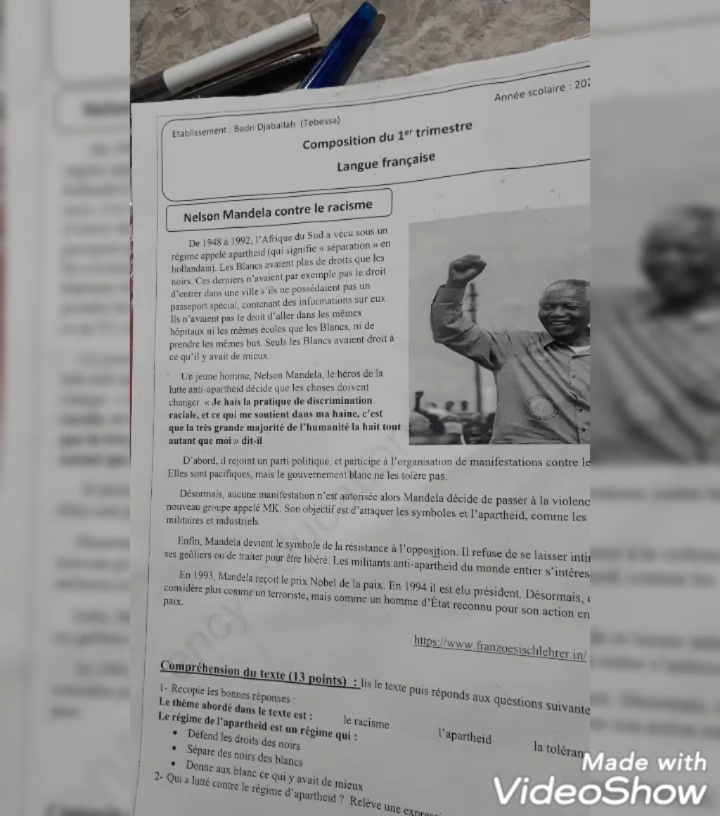 Etablissement : Badri Djaballah (Tebessa)
Année scolaire : 202
Composition du 1er trimestre
Langue française
Nelson Mandela contre le racisme
De 1948 à 1992, l'Afrique du Sud a vécu sous un
régime appelé apartheid (qui signifie « séparation » en
hollandais). Les Blancs avaient plus de droits que les
noirs. Ces derniers n'avaient par exemple pas le droit
d'entrer dans une ville s'ils ne possédaient pas un
passeport spécial, contenant des informations sur eux.
Ils n'avaient pas le droit d'aller dans les mêmes
hôpitaux ni les mêmes écoles que les Blancs, ni de
prendre les mêmes bus. Seuls les Blancs avaient droit à
ce qu'il y avait de mieux.
Un jeune homme, Nelson Mandela, le héros de la
lutte anti-apartheid décide que les choses doivent
changer « Je hais la pratique de discrimination
raciale, et ce qui me soutient dans ma haine, c'est
que la très grande majorité de l'humanité la hait tout
autant que moi » dit-il
D'abord, il rejoint un parti politique, et participe à l'organisation de manifestations contre le
Elles sont pacifiques, mais le gouvernement blanc ne les tolère pas.
Désormais, aucune manifestation n'est autorisée alors Mandela décide de passer à la violenc
nouveau groupe appelé MK. Son objectif est d'attaquer les symboles et l'apartheid, comme les
militaires et industriels.
Enfin, Mandela devient le symbole de la résistance à l'opposition. Il refuse de se laisser intir
ses geôliers ou de traiter pour être libéré. Les militants anti-apartheid du monde entier s'intéres
En 1993, Mandela reçoit le prix Nobel de la paix. En 1994 il est élu président. Désormais,
considère plus comme un terroriste, mais comme un homme d'État reconnu pour son action en
paix.
https://www.franzoesischlehrer.in/
Compréhension du texte (13 points) : lis le texte puis réponds aux questions suivante
1- Recopie les bonnes réponses :
Le thème abordé dans le texte est : le racisme l'apartheid la toléran
Le régime de l'apartheid est un régime qui :
• Défend les droits des noirs
• Sépare des noirs des blancs
• Donne aux blanc ce qui y avait de mieux
2- Qui a lutté contre le régime d'apartheid ? Relève une
Made with
VideoShow